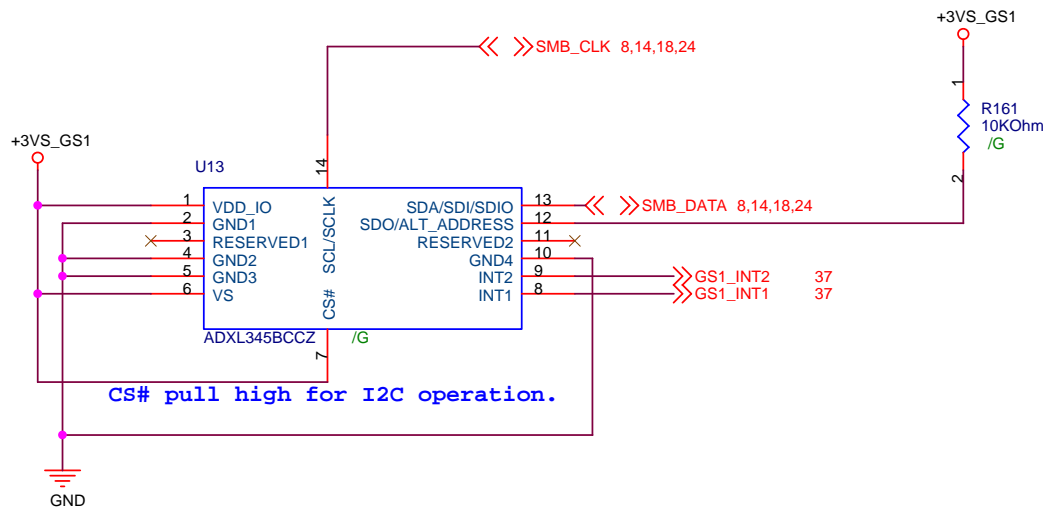 +3VS_GS1
SMB_CLK 8,14,18,24
1
R161
10KOhm
/G
2
+3VS_GS1
U13
14
1 VDD_IO
2 GND1
3 RESERVED1
4 GND2
5 GND3
6 VS
SCL/SCLK
CS#
SDA/SDI/SDIO 13
SDO/ALT_ADDRESS 12
RESERVED2 11
GND4 10
INT2 9
INT1 8
SMB_DATA 8,14,18,24
GS1_INT2 37
GS1_INT1 37
ADXL345BCCZ /G
7
CS# pull high for I2C operation.
GND